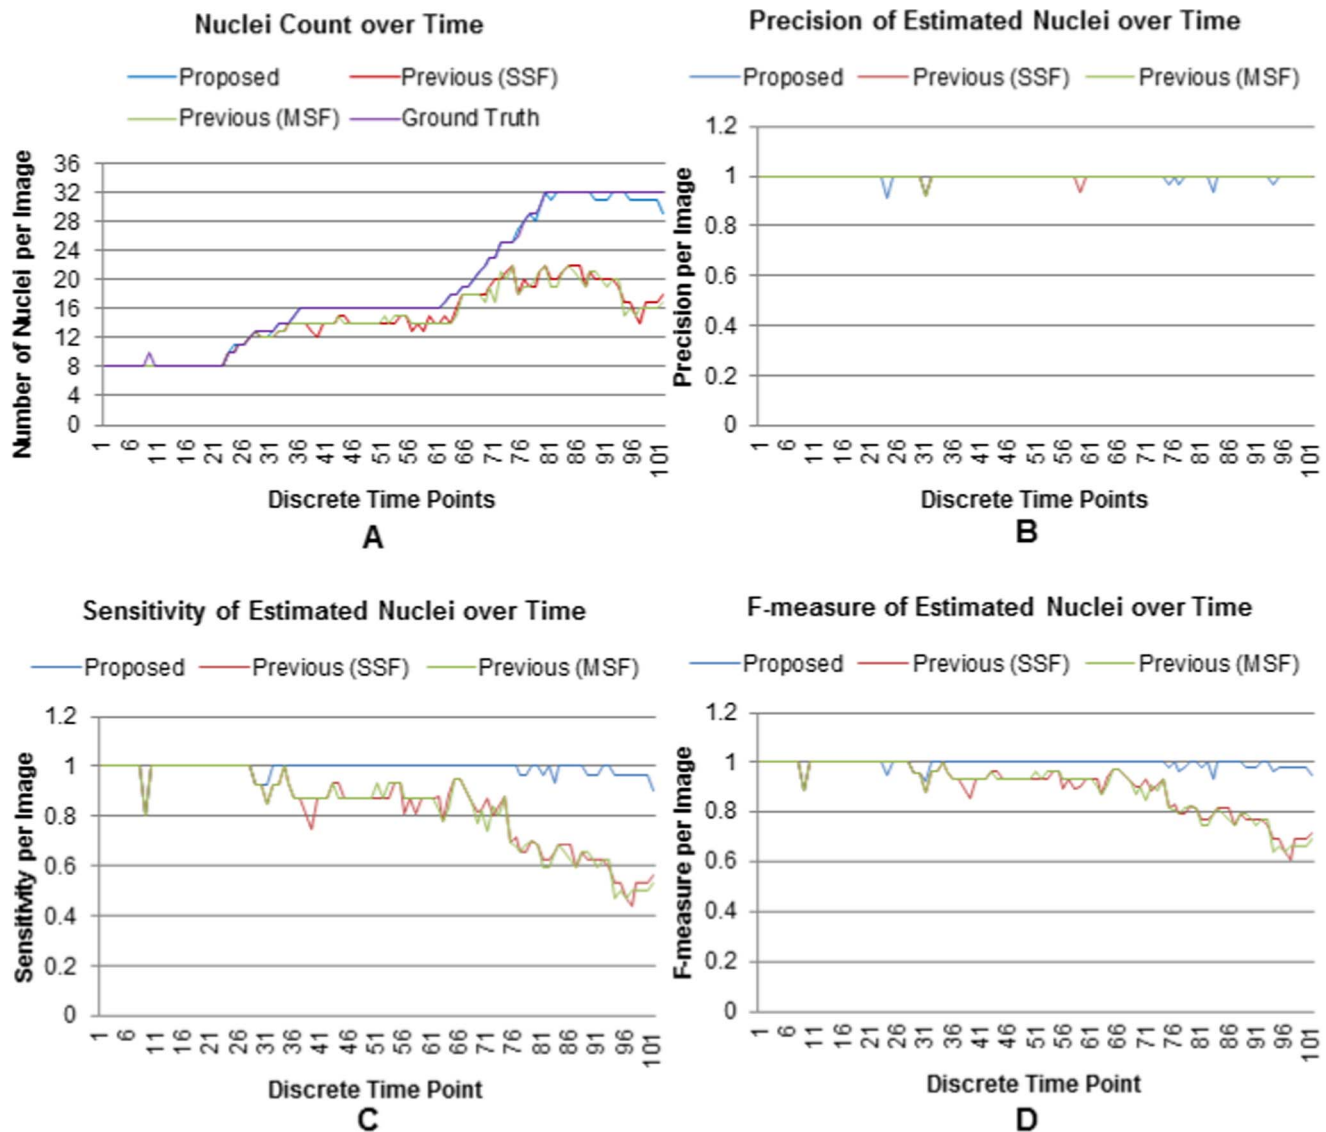 Nuclei Count over Time
Proposed
Previous (SSF)
Previous (MSF)
Ground Truth
Number of Nuclei per Image
36
32
28
24
20
16
12
8
4
0
1 6 11 16 21 26 31 36 41 46 51 56 61 66 71 76 81 86 91 96 101
Discrete Time Points
A
Precision of Estimated Nuclei over Time
Proposed
Previous (SSF)
Previous (MSF)
Precision per Image
1.2
1
0.8
0.6
0.4
0.2
0
1 6 11 16 21 26 31 36 41 46 51 56 61 66 71 76 81 86 91 96 101
Discrete Time Points
B
Sensitivity of Estimated Nuclei over Time
Proposed
Previous (SSF)
Previous (MSF)
Sensitivity per Image
1.2
1
0.8
0.6
0.4
0.2
0
1 6 11 16 21 26 31 36 41 46 51 56 61 66 71 76 81 86 91 96 101
Discrete Time Point
C
F-measure of Estimated Nuclei over Time
Proposed
Previous (SSF)
Previous (MSF)
F-measure per Image
1.2
1
0.8
0.6
0.4
0.2
0
1 6 11 16 21 26 31 36 41 46 51 56 61 66 71 76 81 86 91 96 101
Discrete Time Point
D